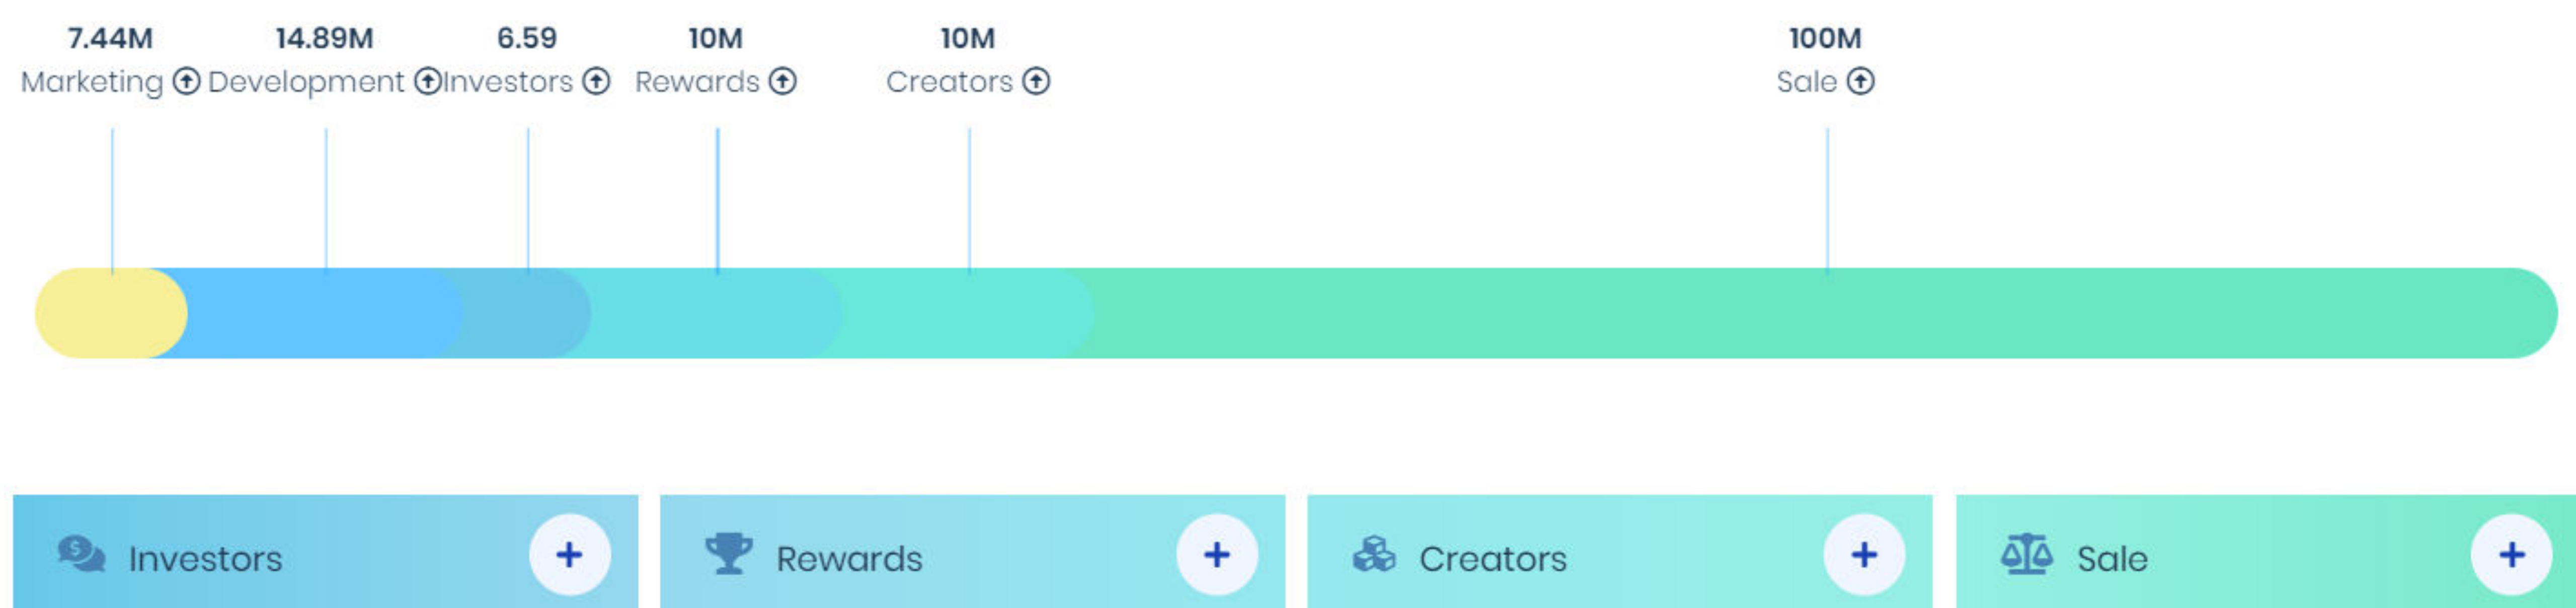 7.44M 14.89M 6.59 10M 10M 100M
Marketing Development Investors Rewards Creators Sale
Investors Rewards Creators Sale